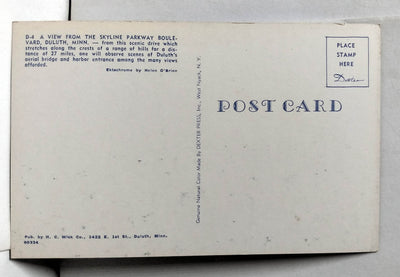 D-4 A VIEW FROM THE SKYLINE PARKWAY BOULE-
VARD, DULUTH, MINN. — from this scenic drive which
stretches along the crests of a range of hills for a dis-
tance of 27 miles, one will observe scenes of Duluth's
aerial bridge and harbor entrance among the many views
afforded.
Ektachrome by Helen O'Brien
PLACE
STAMP
HERE
Dexter
POST CARD
Genuine Natural Color Made By DEXTER PRESS, Inc., West Nyack, N. Y.
Pub. by H. C. Wick Co., 2422 E. 1st St., Duluth, Minn.